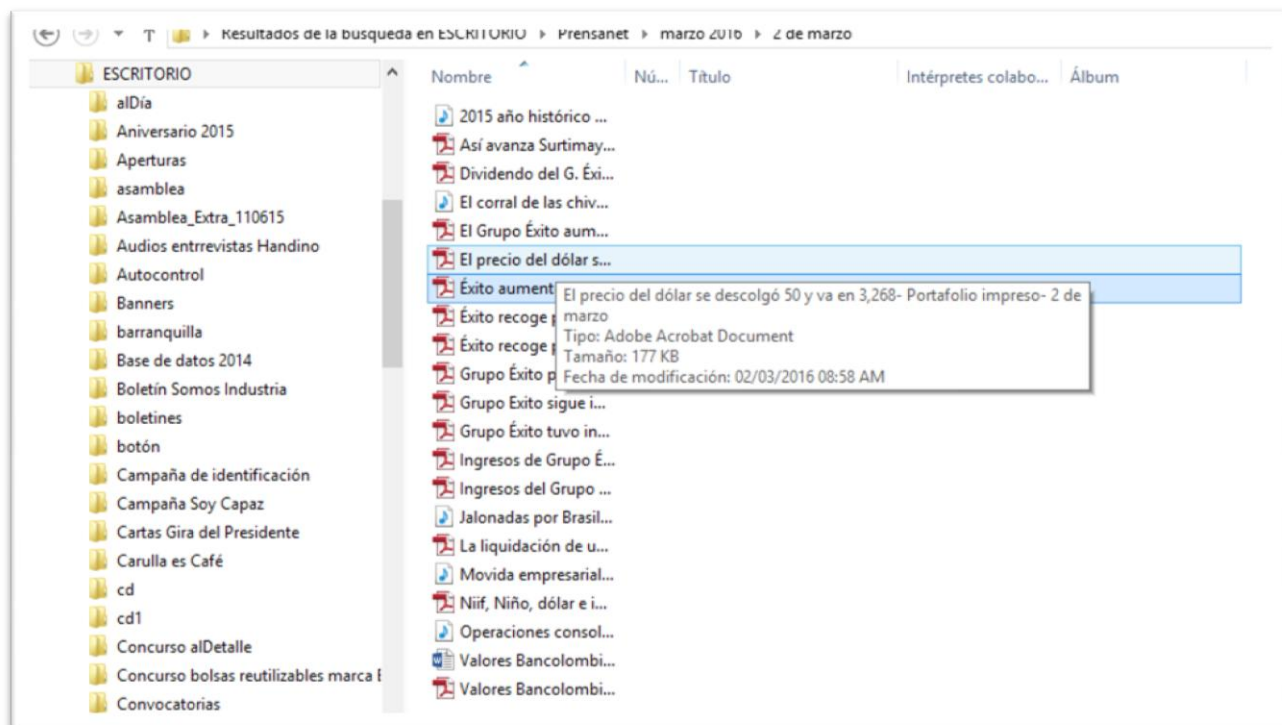 Resultados de la búsqueda en ESCRITORIO ▸ Prensanet ▸ marzo 2016 ▸ 2 de marzo
ESCRITORIO
alDía
Aniversario 2015
Aperturas
asamblea
Asamblea_Extra_110615
Audios entrrevistas Handino
Autocontrol
Banners
barranquilla
Base de datos 2014
Boletín Somos Industria
boletines
botón
Campaña de identificación
Campaña Soy Capaz
Cartas Gira del Presidente
Carulla es Café
cd
cd1
Concurso alDetalle
Concurso bolsas reutilizables marca
Convocatorias
Nombre Nú... Título Intérpretes colabo... Álbum
2015 año histórico ...
Así avanza Surtimay...
Dividendo del G. Éxi...
El corral de las chiv...
El Grupo Éxito aum...
El precio del dólar s...
Éxito aument
Éxito recoge
Éxito recoge
Grupo Éxito p
Grupo Exito sigue i...
Grupo Éxito tuvo in...
Ingresos de Grupo É...
Ingresos del Grupo ...
Jalonadas por Brasil...
La liquidación de u...
Movida empresarial...
Niif, Niño, dólar e i...
Operaciones consol...
Valores Bancolombi...
Valores Bancolombi...
El precio del dólar se descolgó 50 y va en 3,268- Portafolio impreso- 2 de
marzo
Tipo: Adobe Acrobat Document
Tamaño: 177 KB
Fecha de modificación: 02/03/2016 08:58 AM